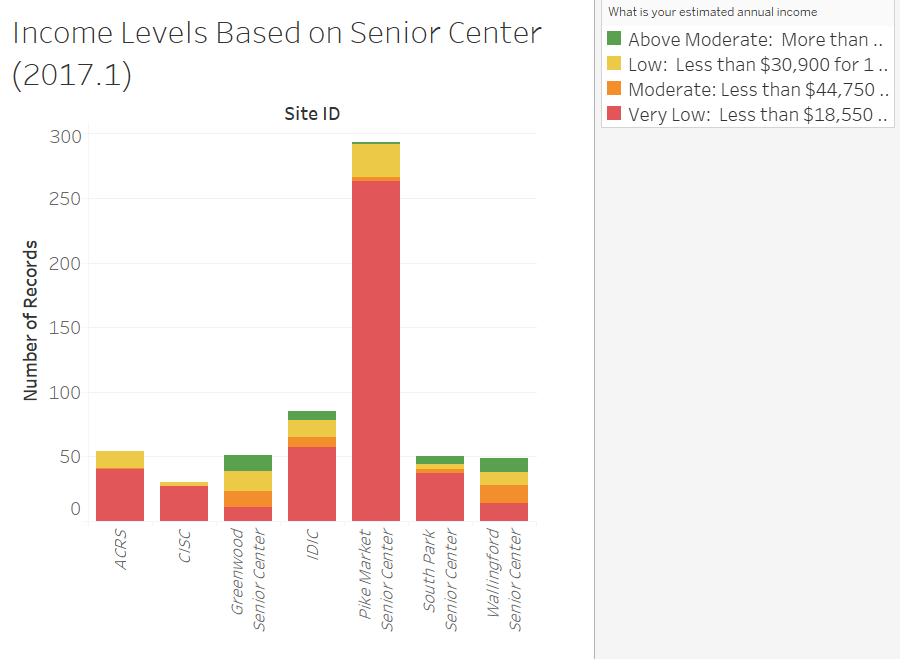 Income Levels Based on Senior Center
(2017.1)
Site ID
300
250
200
150
100
50
0
Number of Records
ACRS
CISC
Greenwood
Senior Center
IDIC
Pike Market
Senior Center
South Park
Senior Center
Wallingford
Senior Center
What is your estimated annual income
Above Moderate: More than ..
Low: Less than $30,900 for 1 ..
Moderate: Less than $44,750 ..
Very Low: Less than $18,550 ..